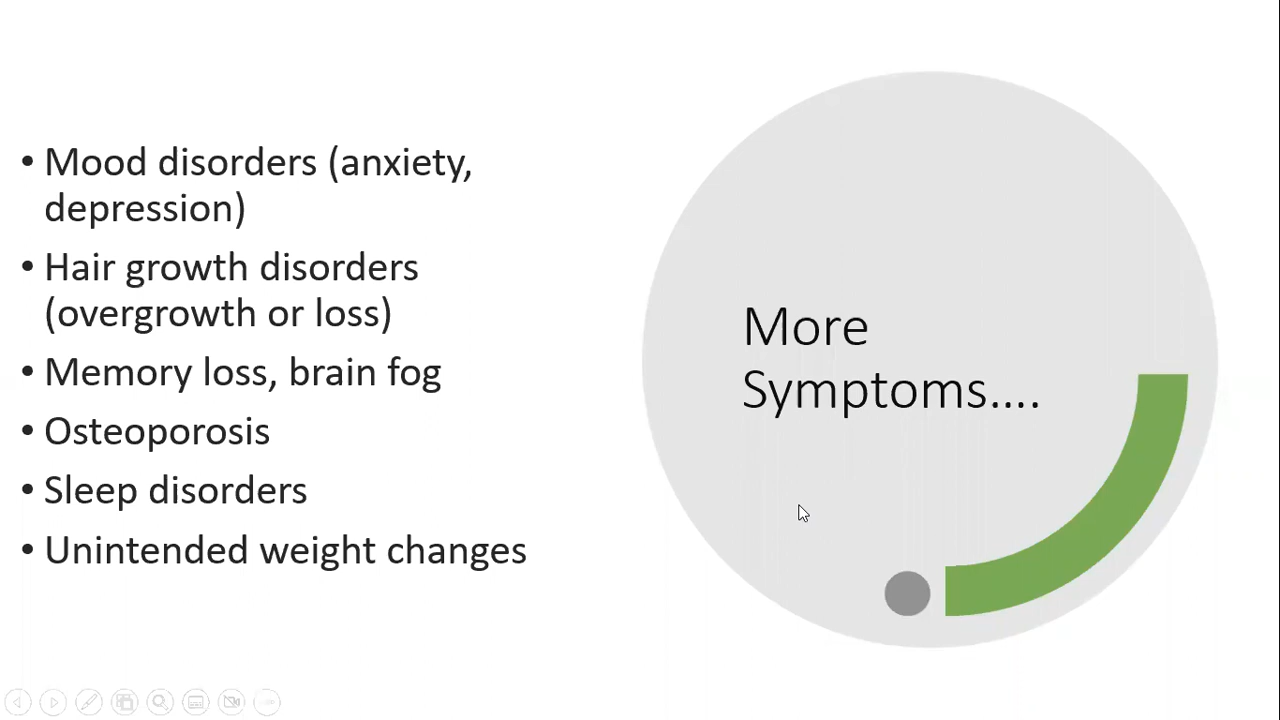 • Mood disorders (anxiety,
depression)
• Hair growth disorders
(overgrowth or loss)
• Memory loss, brain fog
• Osteoporosis
• Sleep disorders
• Unintended weight changes
More
Symptoms....